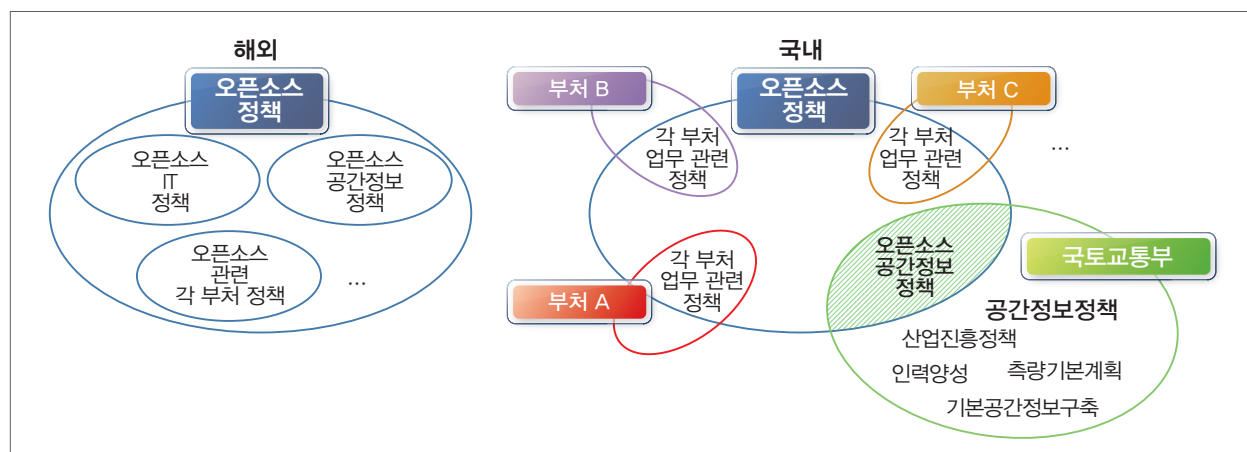 해외
오픈소스
정책
오픈소스
IT
정책
오픈소스
공간정보
정책
오픈소스
관련
각 부처 정책
...
국내
부처 B
오픈소스
정책
부처 C
각 부처
업무 관련
정책
각 부처
업무 관련
정책
...
각 부처
업무 관련
정책
부처 A
오픈소스
공간정보
정책
국토교통부
공간정보정책
산업진흥정책
인력양성
측량기본계획
기본공간정보구축